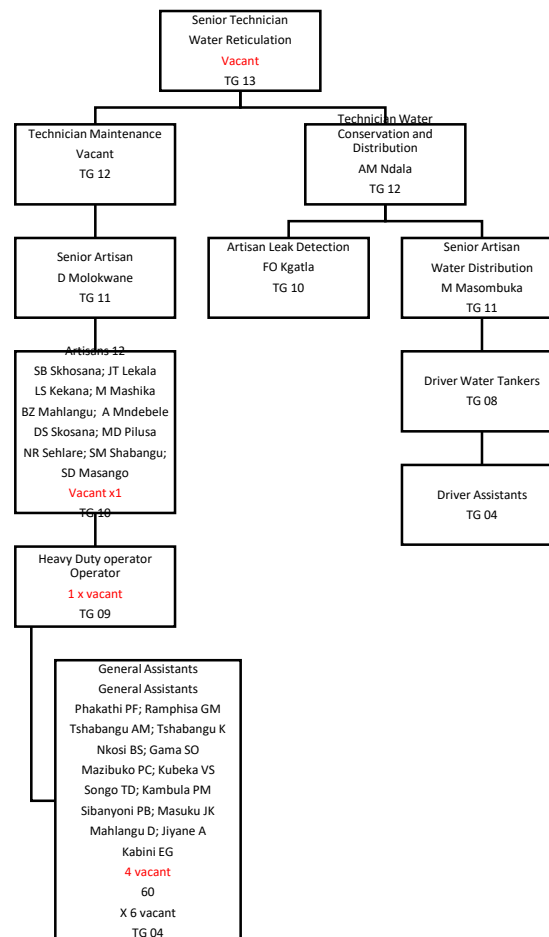 Senior Technician
Water Reticulation
Vacant
TG 13
Technician Maintenance
Vacant
TG 12
Technician Water
Conservation and
Distribution
AM Ndala
TG 12
Senior Artisan
D Molokwane
TG 11
Artisan Leak Detection
FO Kgatla
TG 10
Senior Artisan
Water Distribution
M Masombuka
TG 11
Artisans 12
SB Skhosana; JT Lekala
LS Kekana; M Mashika
BZ Mahlangu; A Mndebele
DS Skosana; MD Pilusa
NR Sehlare; SM Shabangu;
SD Masango
Vacant x1
TG 10
Driver Water Tankers
TG 08
Driver Assistants
TG 04
Heavy Duty operator
Operator
1 x vacant
TG 09
General Assistants
General Assistants
Phakathi PF; Ramphisa GM
Tshabangu AM; Tshabangu K
Nkosi BS; Gama SO
Mazibuko PC; Kubeka VS
Songo TD; Kambula PM
Sibanyoni PB; Masuku JK
Mahlangu D; Jiyane A
Kabini EG
4 vacant
60
X 6 vacant
TG 04